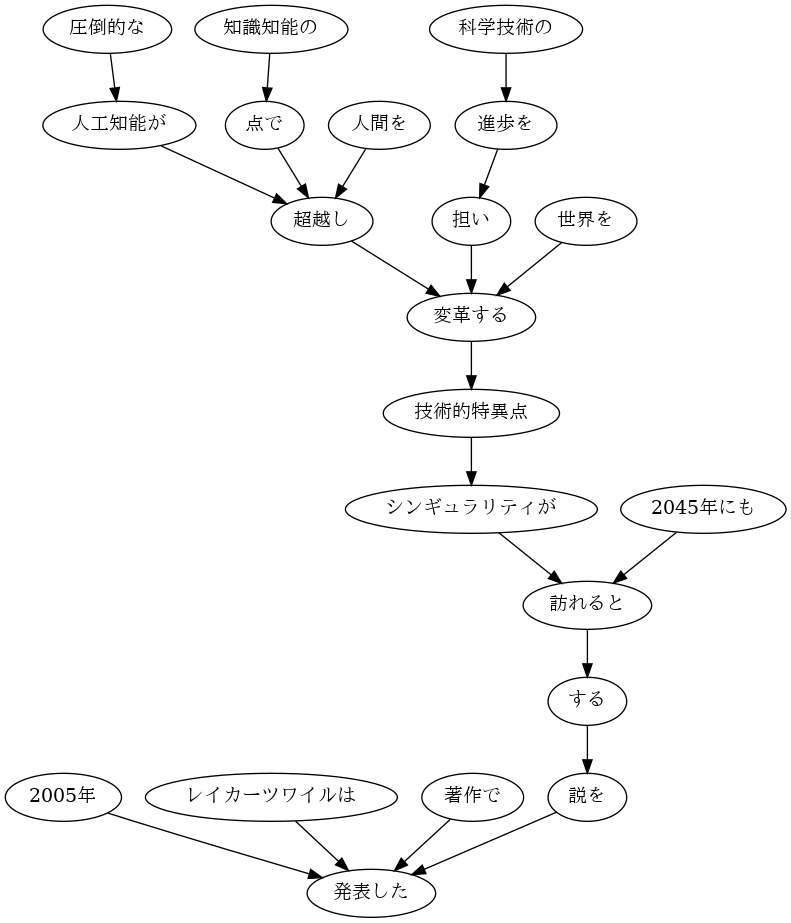 圧倒的な
知識知能の
科学技術の
人工知能が
点で
人間を
進歩を
超越し
担い
世界を
変革する
技術的特異点
シンギュラリティが
2045年にも
訪れると
する
2005年
レイカーツワイルは
著作で
説を
発表した